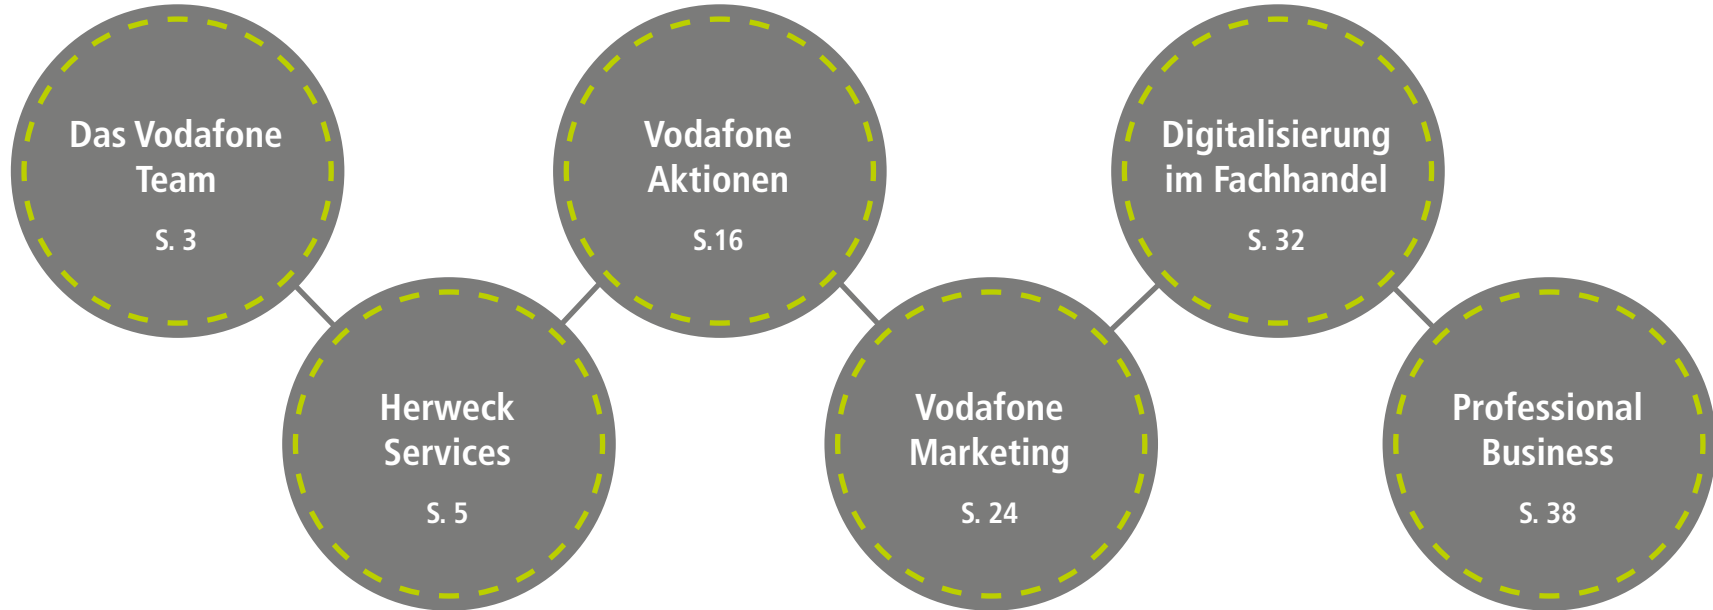 Das Vodafone
Team
S. 3
Herweck
Services
S. 5
Vodafone
Aktionen
S.16
Vodafone
Marketing
S. 24
Digitalisierung
im Fachhandel
S. 32
Professional
Business
S. 38